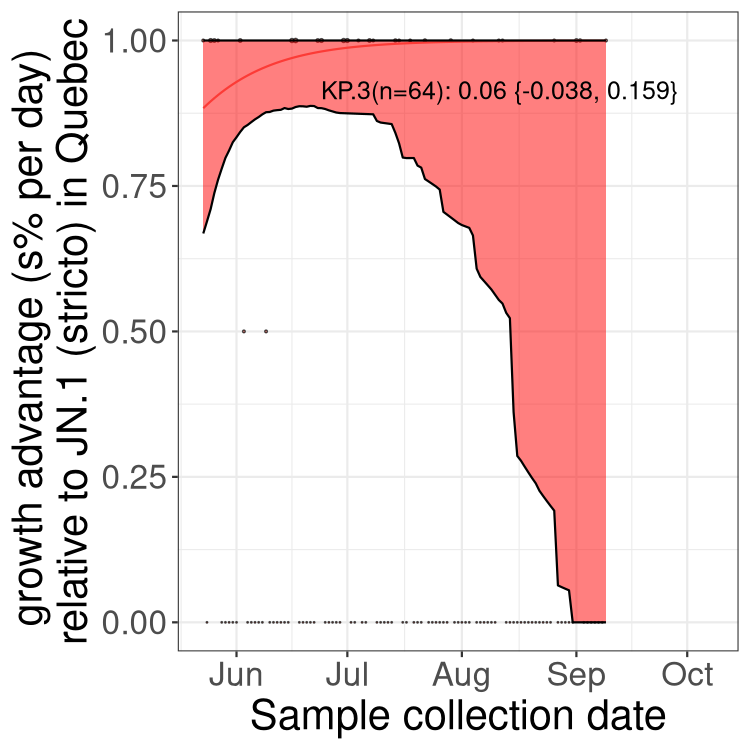 growth advantage (s% per day)
relative to JN.1 (stricto) in Quebec
1.00
0.75
0.50
0.25
0.00
KP.3(n=64): 0.06 {-0.038, 0.159}
Jun Jul Aug Sep Oct
Sample collection date